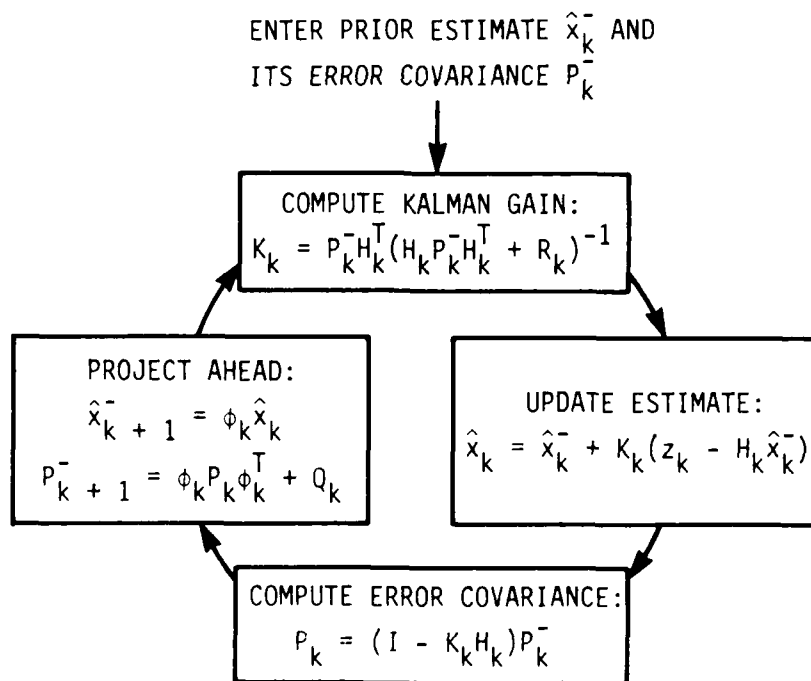 ENTER PRIOR ESTIMATE x̂ₖ⁻ AND
ITS ERROR COVARIANCE Pₖ⁻
COMPUTE KALMAN GAIN:
Kₖ = Pₖ⁻Hₖᵀ(HₖPₖ⁻Hₖᵀ + Rₖ)⁻¹
UPDATE ESTIMATE:
x̂ₖ = x̂ₖ⁻ + Kₖ(zₖ - Hₖx̂ₖ⁻)
COMPUTE ERROR COVARIANCE:
Pₖ = (I - KₖHₖ)Pₖ⁻
PROJECT AHEAD:
x̂ₖ⁻ ₊ ₁ = ϕₖx̂ₖ
Pₖ⁻ ₊ ₁ = ϕₖPₖϕₖᵀ + Qₖ